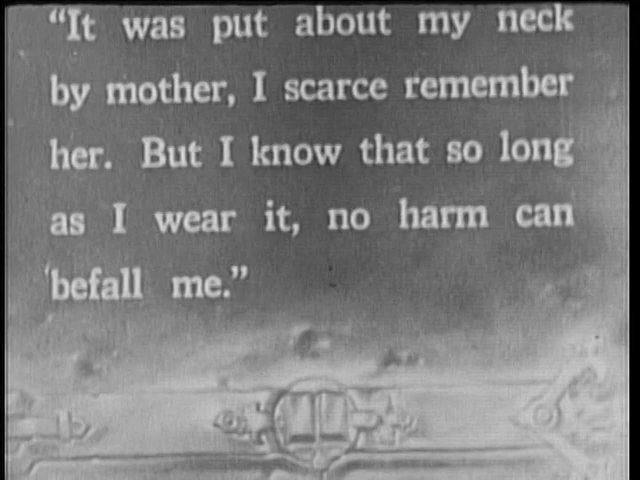 “It was put about my neck
by mother, I scarce remember
her. But I know that so long
as I wear it, no harm can
befall me.”